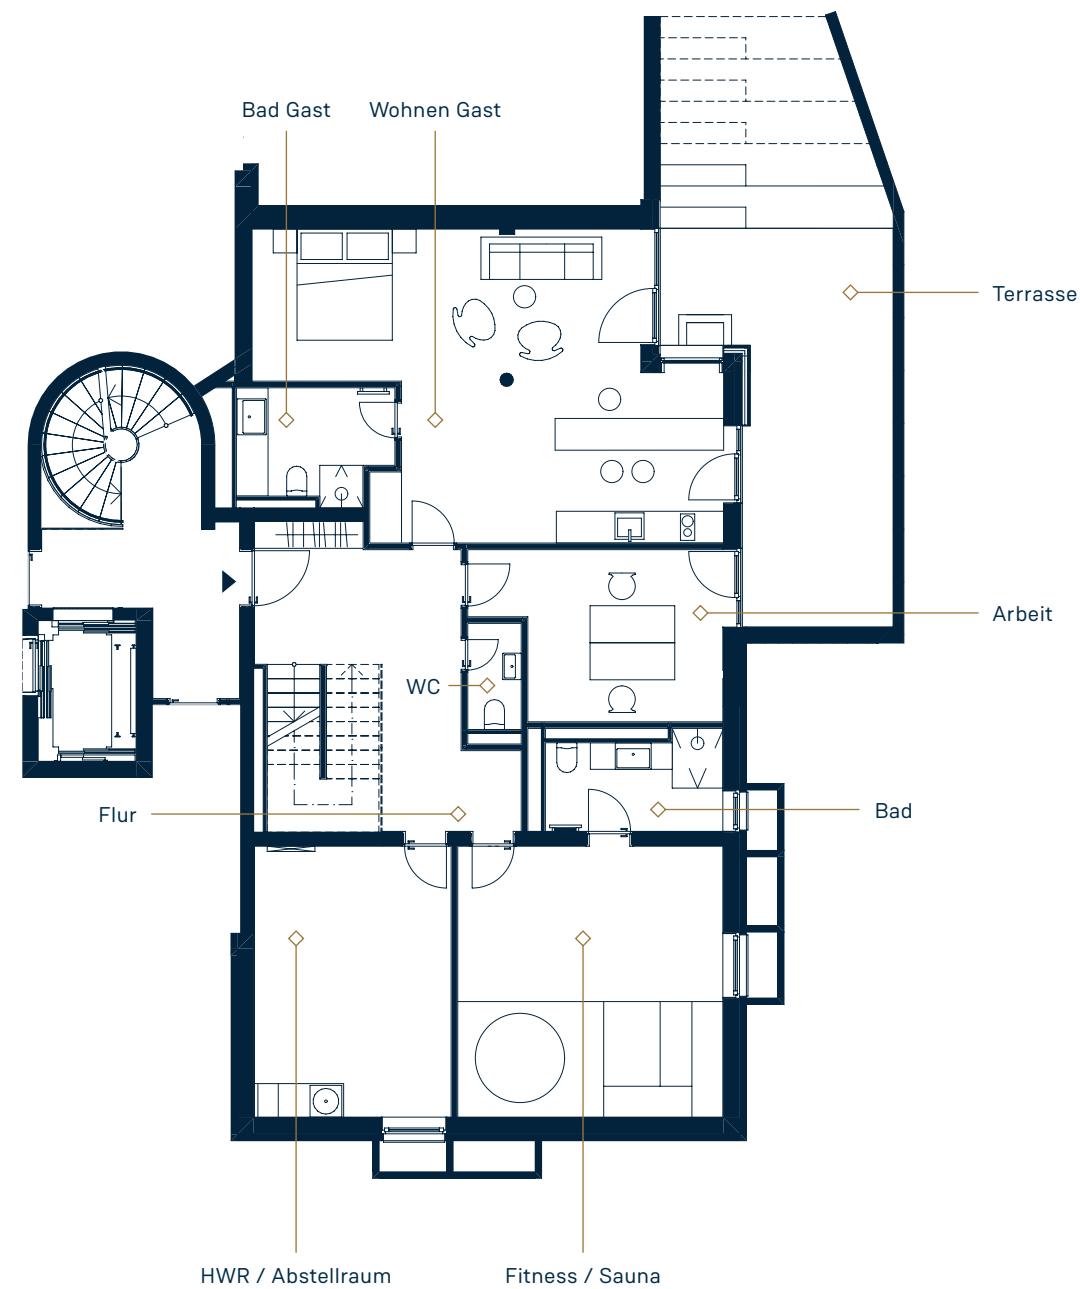 Bad Gast
Wohnen Gast
Terrasse
Arbeit
WC
Flur
Bad
HWR / Abstellraum
Fitness / Sauna